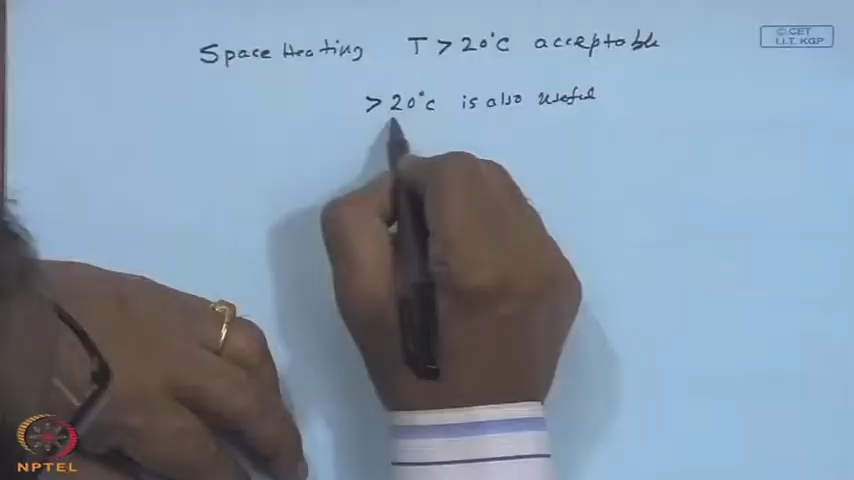 Space Heating T > 20°C acceptable
© CET
I.I.T. KGP
> 20°C is also useful
NPTEL